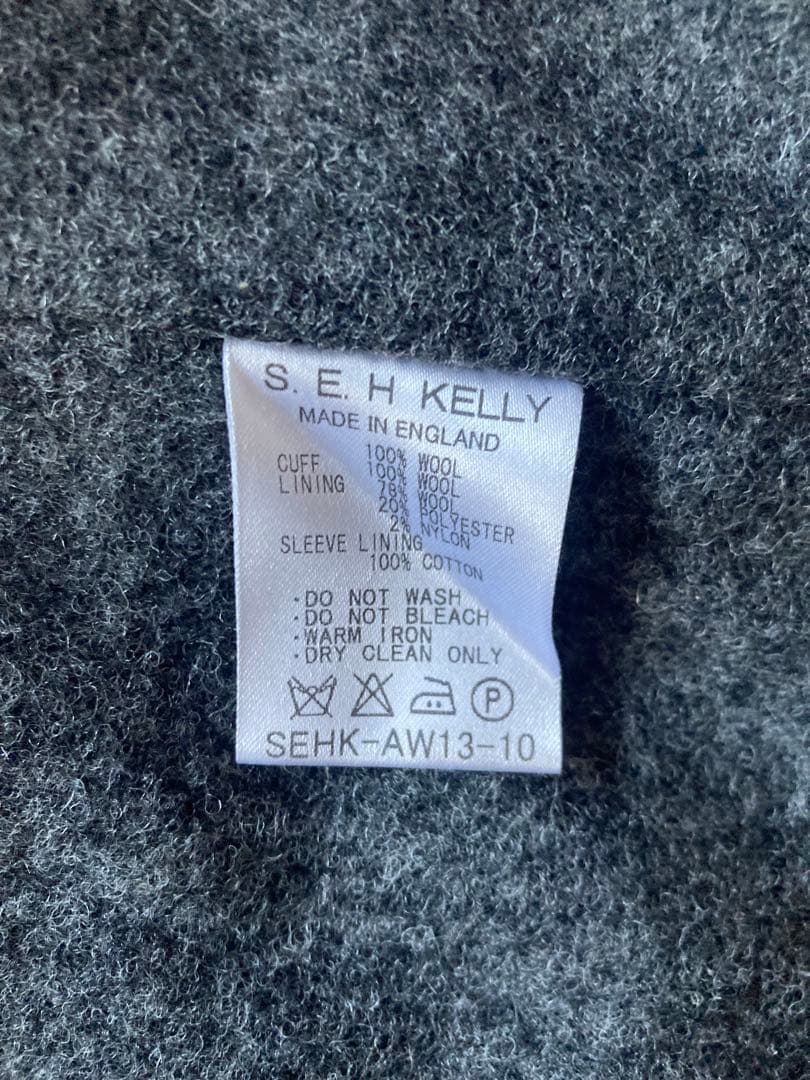 S. E. H KELLY
MADE IN ENGLAND
100% WOOL
CUFF 100% WOOL
LINING 78% WOOL
20% POLYESTER
2% NYLON
SLEEVE LINING
100% COTTON
·DO NOT WASH
·DO NOT BLEACH
·WARM IRON
·DRY CLEAN ONLY
P
SEHK-AW13-10